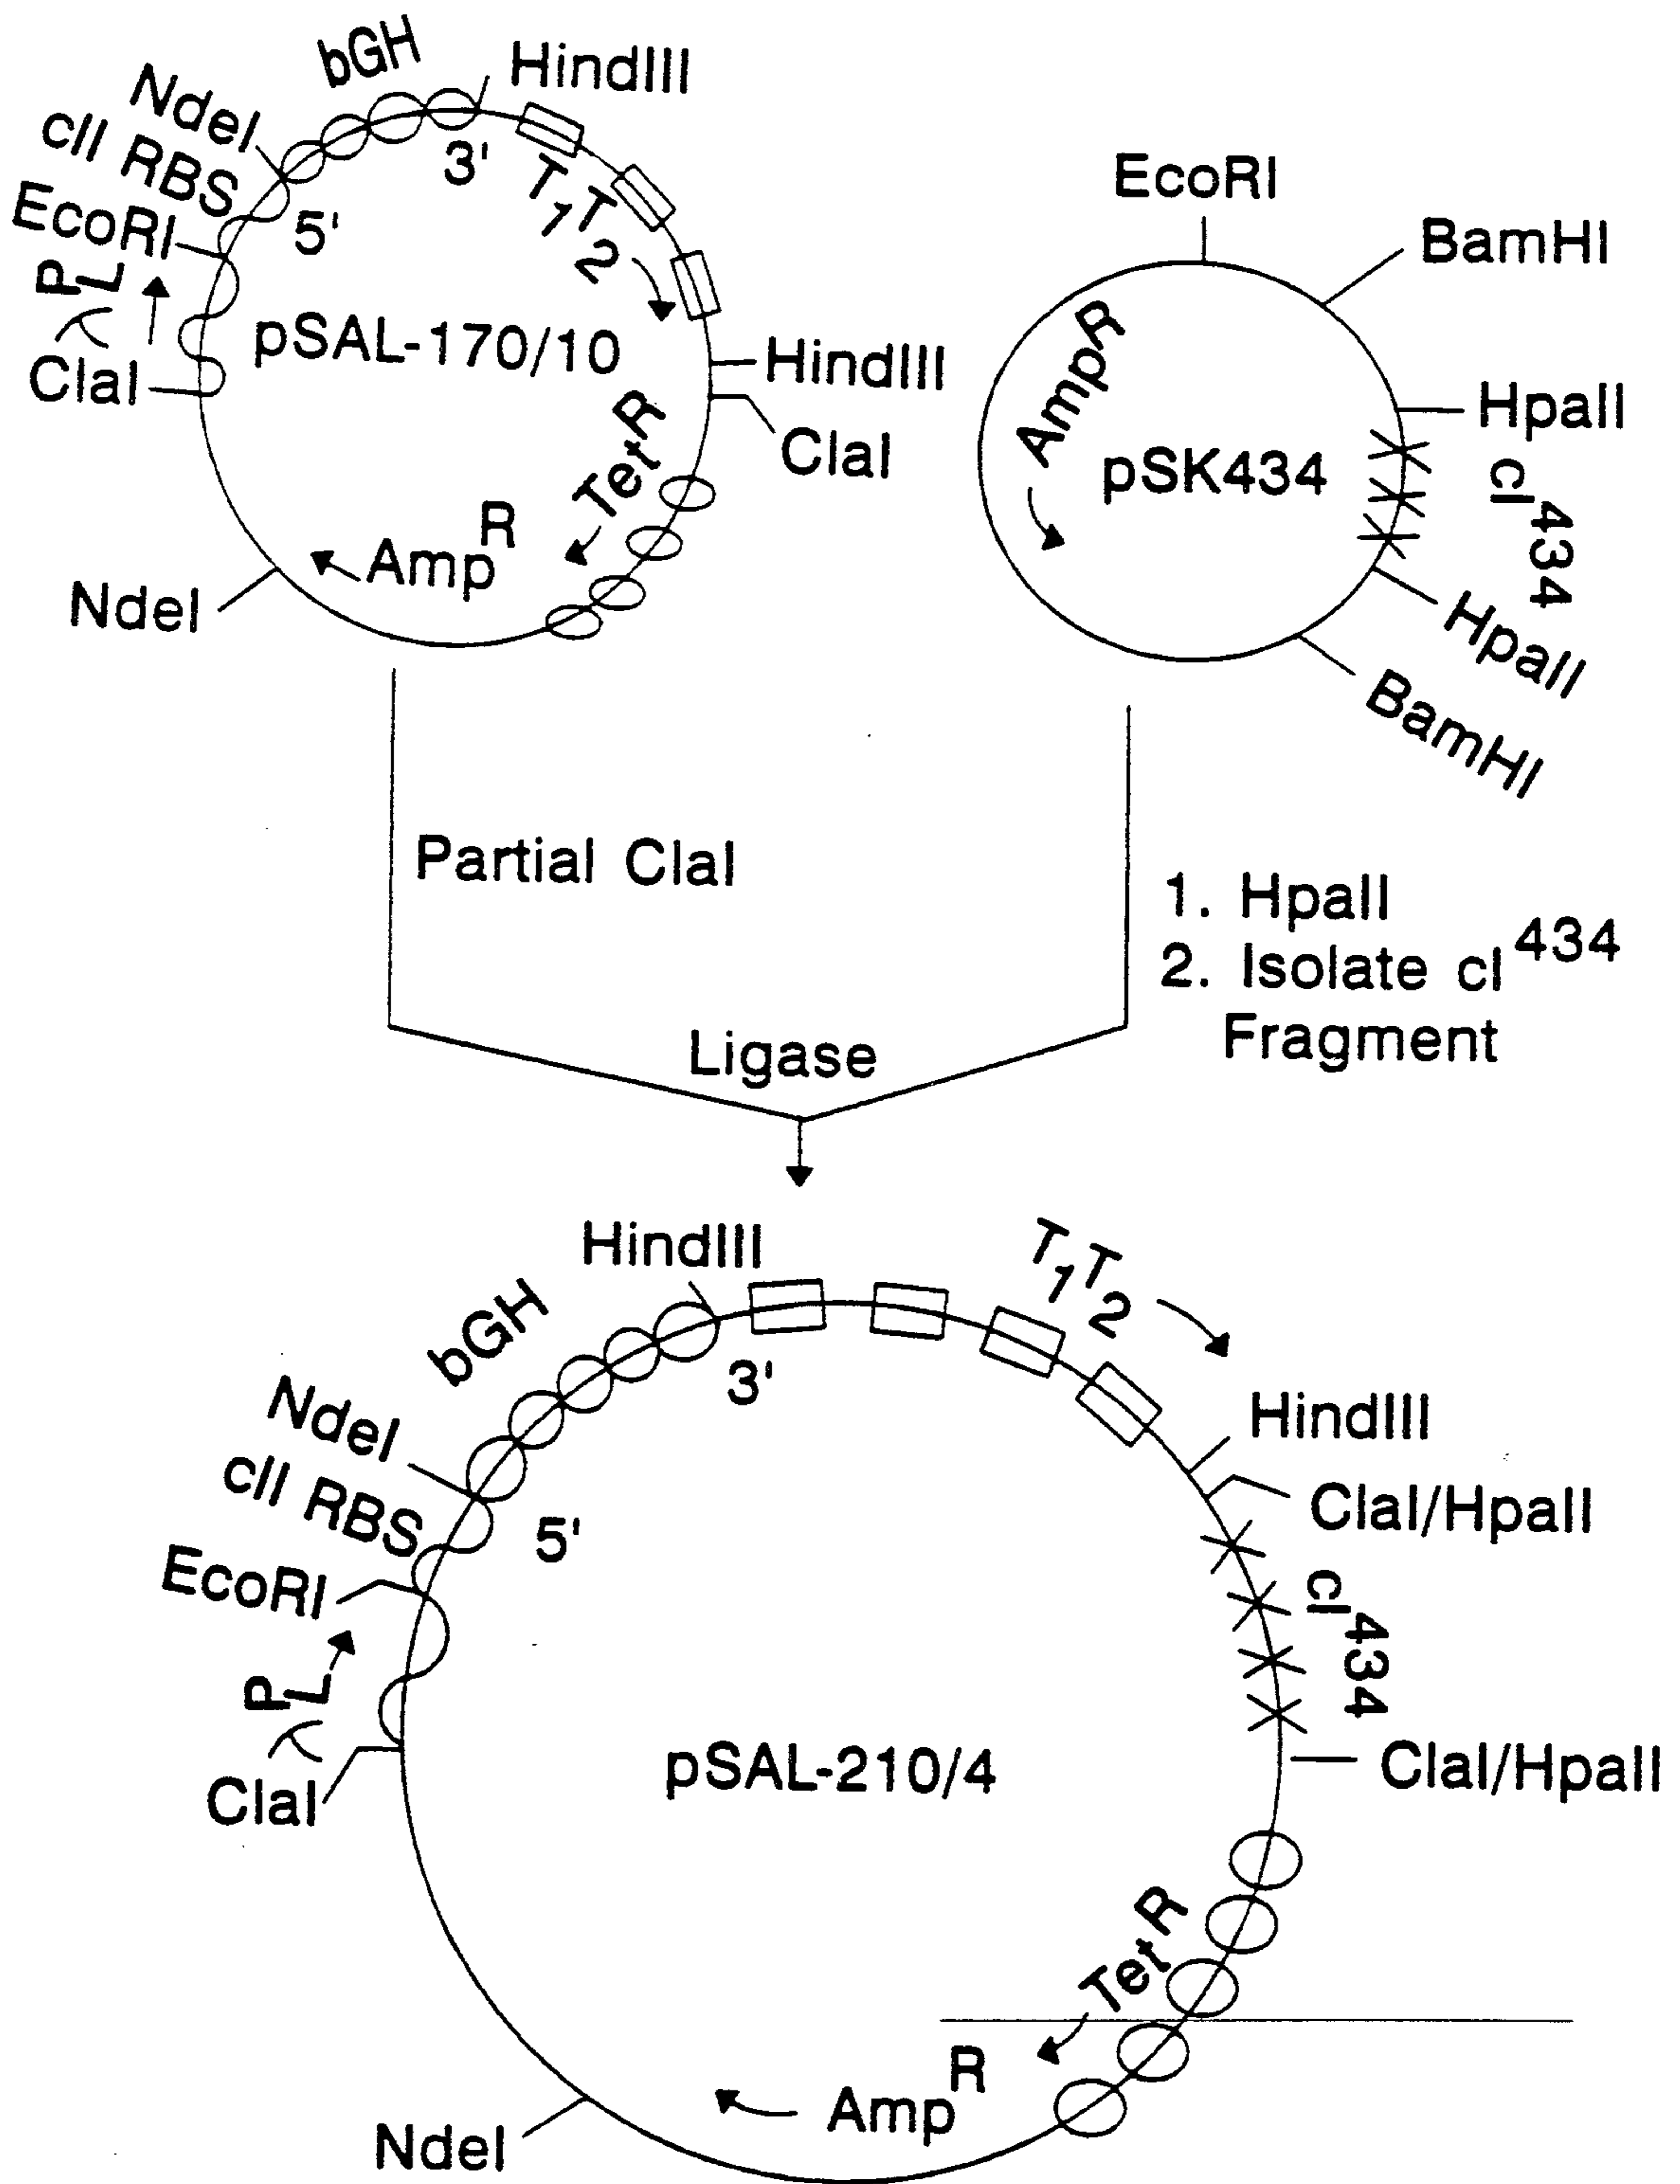 bGH
HindIII
NdeI
cII RBS
EcoRI
λ PL
ClaI
5'
3'
T1T2
pSAL-170/10
HindIII
ClaI
TetR
AmpR
NdeI
EcoRI
BamHI
HpaII
cI434
HpaII
BamHI
AmpR
pSK434
Partial ClaI
1. HpaII
2. Isolate cI434
Fragment
Ligase
HindIII
T1T2
bGH
3'
NdeI
HindIII
cII RBS
5'
ClaI/HpaII
EcoRI
cI434
λ PL
ClaI
pSAL-210/4
ClaI/HpaII
TetR
AmpR
NdeI